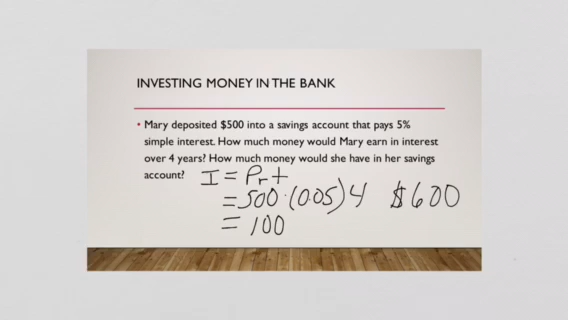 INVESTING MONEY IN THE BANK
• Mary deposited $500 into a savings account that pays 5%
simple interest. How much money would Mary earn in interest
over 4 years? How much money would she have in her savings
account?
I = Prt
= 500 · (0.05) 4 $600
= 100